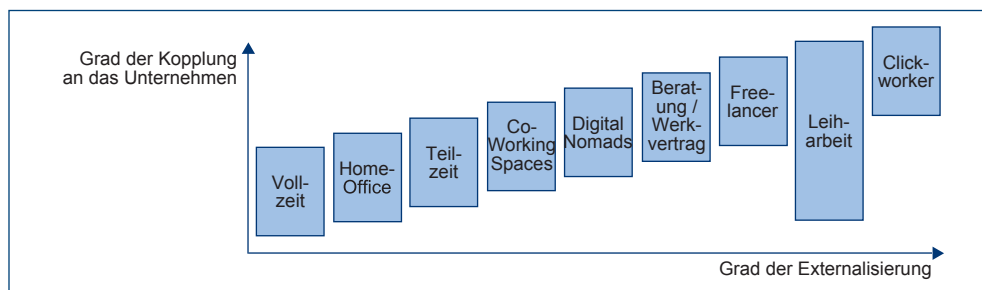 Grad der Kopplung
an das Unternehmen
Voll-
zeit
Home-
Office
Teil-
zeit
Co-
Working
Spaces
Digital
Nomads
Berat-
ung /
Werk-
vertrag
Free-
lancer
Leih-
arbeit
Click-
worker
Grad der Externalisierung